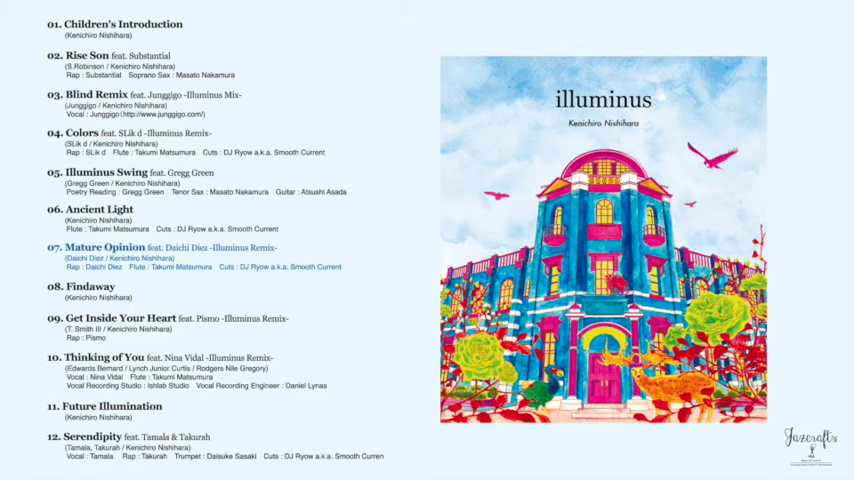 01. Children's Introduction
(Kenichiro Nishihara)
02. Rise Son feat. Substantial
(S.Robinson / Kenichiro Nishihara)
Rap : Substantial Soprano Sax : Masato Nakamura
03. Blind Remix feat. Junggigo -Illuminus Mix-
(Junggigo / Kenichiro Nishihara)
Vocal : Junggigo(http://www.junggigo.com/)
04. Colors feat. SLik d -Illuminus Remix-
(SLik d / Kenichiro Nishihara)
Rap : SLik d Flute : Takumi Matsumura Cuts : DJ Ryow a.k.a. Smooth Current
05. Illuminus Swing feat. Gregg Green
(Gregg Green / Kenichiro Nishihara)
Poetry Reading : Gregg Green Tenor Sax : Masato Nakamura Guitar : Atsushi Asada
06. Ancient Light
(Kenichiro Nishihara)
Flute : Takumi Matsumura Cuts : DJ Ryow a.k.a. Smooth Current
07. Mature Opinion feat. Daichi Diez -Illuminus Remix-
(Daichi Diez / Kenichiro Nishihara)
Rap : Daichi Diez Flute : Takumi Matsumura Cuts : DJ Ryow a.k.a. Smooth Current
08. Findaway
(Kenichiro Nishihara)
09. Get Inside Your Heart feat. Pismo -Illuminus Remix-
(T. Smith III / Kenichiro Nishihara)
Rap : Pismo
10. Thinking of You feat. Nina Vidal -Illuminus Remix-
(Edwards Bernard / Lynch Junior Curtis / Rodgers Nile Gregory)
Vocal : Nina Vidal Flute : Takumi Matsumura
Vocal Recording Studio : Ishlab Studio Vocal Recording Engineer : Daniel Lynas
11. Future Illumination
(Kenichiro Nishihara)
12. Serendipity feat. Tamala & Takurah
(Tamala, Takurah / Kenichiro Nishihara)
Vocal : Tamala Rap : Takurah Trumpet : Daisuke Sasaki Cuts : DJ Ryow a.k.a. Smooth Curren
illuminus
Kenichiro Nishihara
Jazcrafts